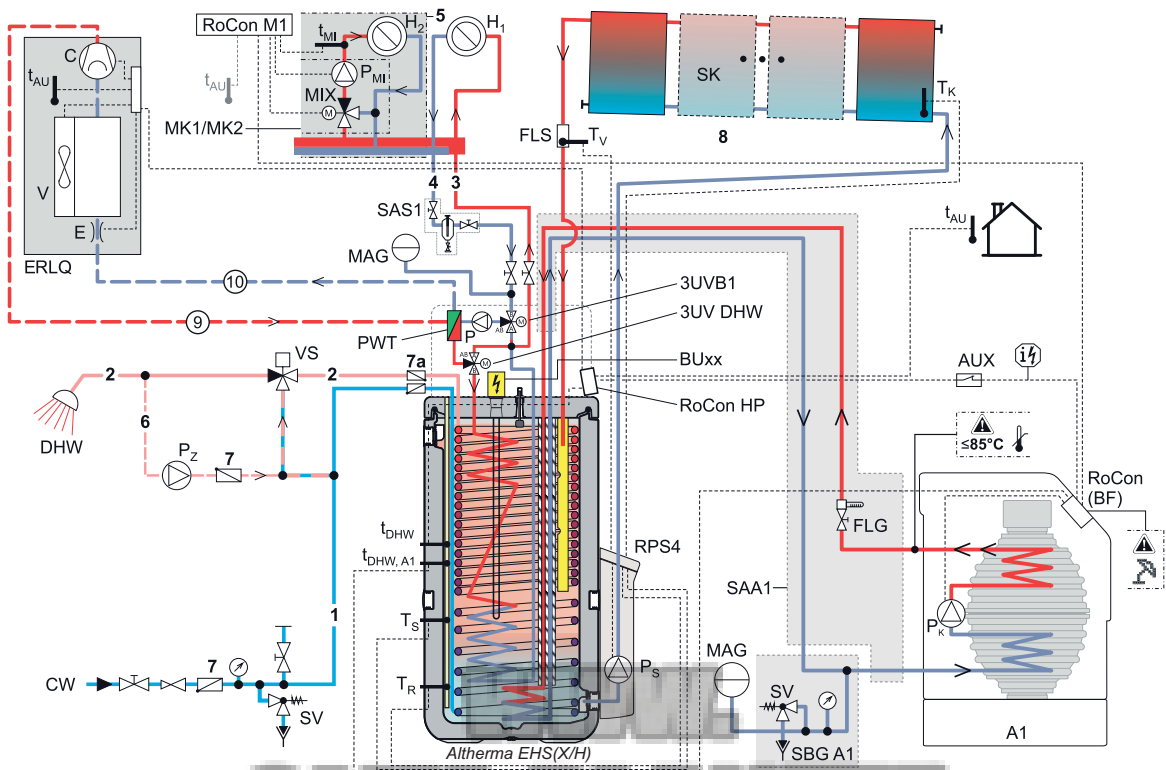 RoCon M1
5
H2
H1
C
tMI
tAU
tAU
PMI
MIX
M
MK1/MK2
SK
TK
FLS
TV
8
V
4
3
E
SAS1
tAU
ERLQ
MAG
10
3UVB1
9
P
AB
M
3UV DHW
PWT
AB
M
VS
7a
BUxx
AUX
2
2
RoCon HP
6
DHW
≤85°C
PZ
7
RoCon
(BF)
FLG
tDHW
RPS4
tDHW, A1
SAA1
1
TS
PK
7
MAG
PS
CW
TR
SV
SV
A1
Altherma EHS(X/H)
SBG A1